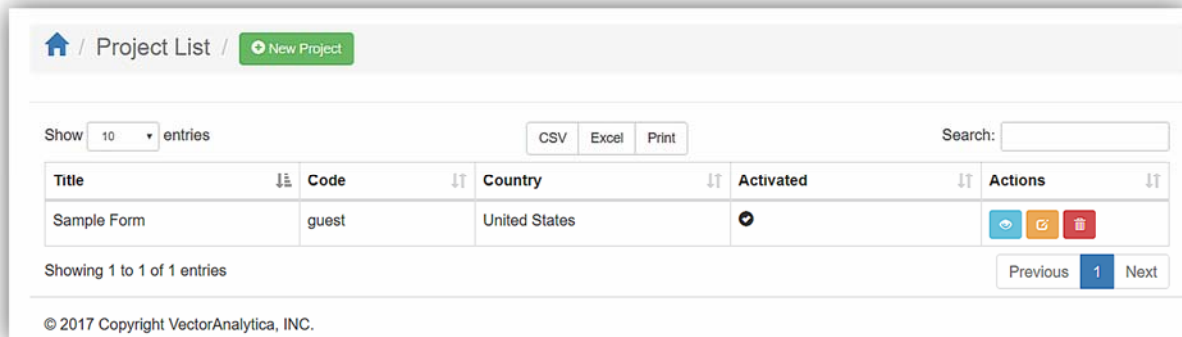 / Project List / New Project
Show 10 entries CSV Excel Print Search:
Title Code Country Activated Actions
Sample Form guest United States
Showing 1 to 1 of 1 entries Previous 1 Next
© 2017 Copyright VectorAnalytica, INC.